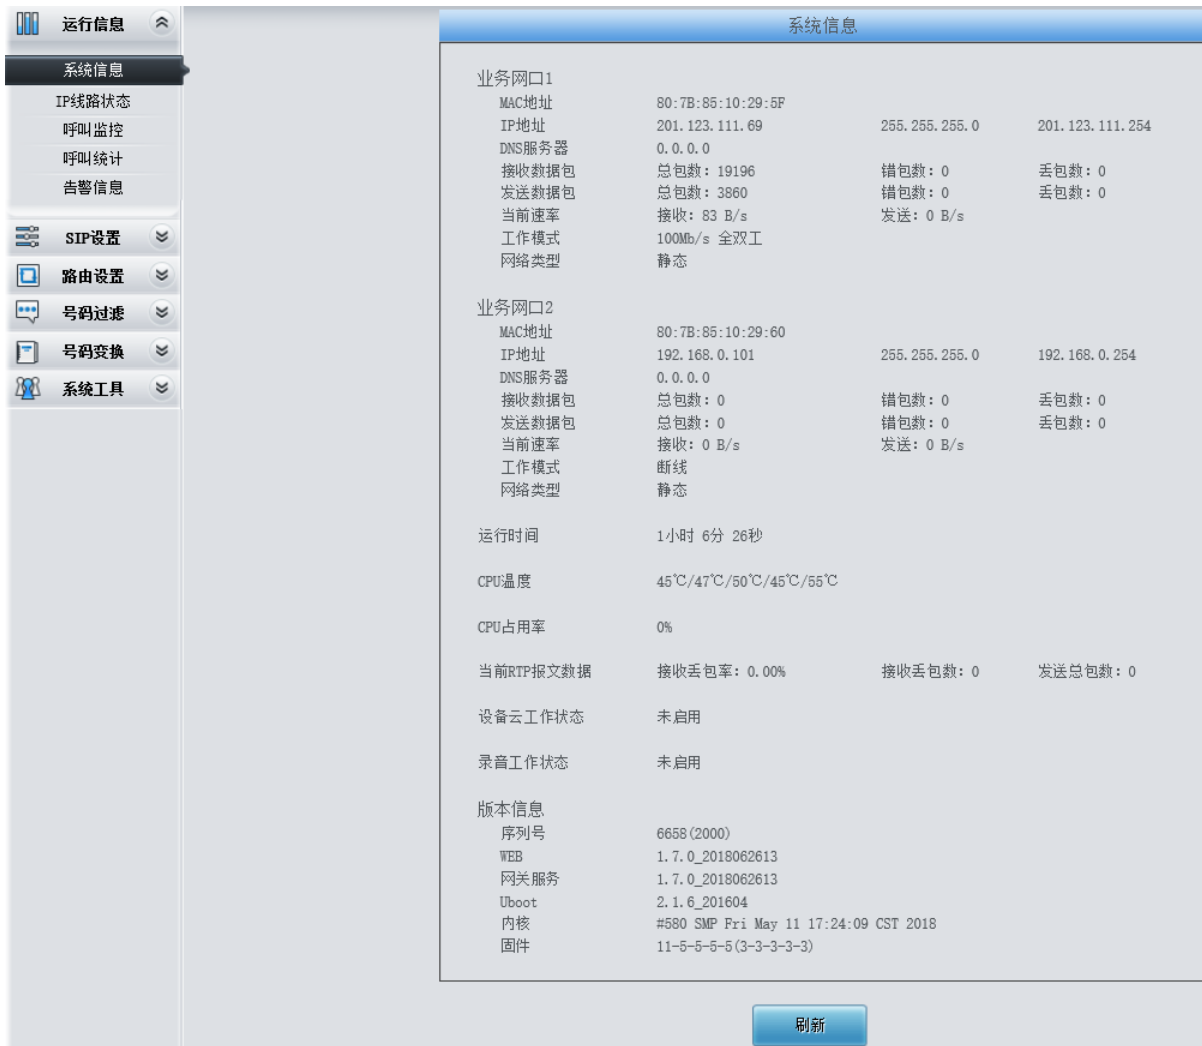 运行信息
系统信息
IP线路状态
呼叫监控
呼叫统计
告警信息
SIP设置
路由设置
号码过滤
号码变换
系统工具
系统信息
业务网口1
MAC地址 80:7B:85:10:29:5F
IP地址 201.123.111.69 255.255.255.0 201.123.111.254
DNS服务器 0.0.0.0
接收数据包 总包数: 19196 错包数: 0 丢包数: 0
发送数据包 总包数: 3860 错包数: 0 丢包数: 0
当前速率 接收: 83 B/s 发送: 0 B/s
工作模式 100Mb/s 全双工
网络类型 静态
业务网口2
MAC地址 80:7B:85:10:29:60
IP地址 192.168.0.101 255.255.255.0 192.168.0.254
DNS服务器 0.0.0.0
接收数据包 总包数: 0 错包数: 0 丢包数: 0
发送数据包 总包数: 0 错包数: 0 丢包数: 0
当前速率 接收: 0 B/s 发送: 0 B/s
工作模式 断线
网络类型 静态
运行时间 1小时 6分 26秒
CPU温度 45℃/47℃/50℃/45℃/55℃
CPU占用率 0%
当前RTP报文数据 接收丢包率: 0.00% 接收丢包数: 0 发送总包数: 0
设备云工作状态 未启用
录音工作状态 未启用
版本信息
序列号 6658(2000)
WEB 1.7.0_2018062613
网关服务 1.7.0_2018062613
Uboot 2.1.6_201604
内核 #580 SMP Fri May 11 17:24:09 CST 2018
固件 11-5-5-5-5(3-3-3-3-3)
刷新